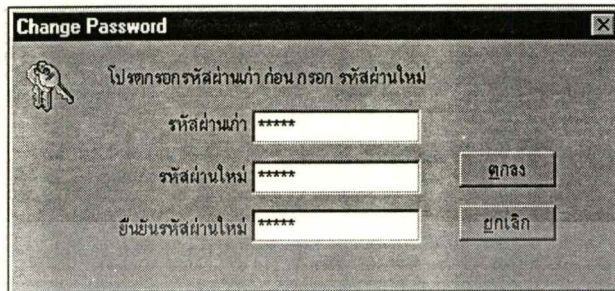 Change Password
โปรดกรอกรหัสผ่านเก่า ก่อน กรอก รหัสผ่านใหม่
รหัสผ่านเก่า *****
รหัสผ่านใหม่ *****
ตกลง
ยืนยันรหัสผ่านใหม่ *****
ยกเลิก